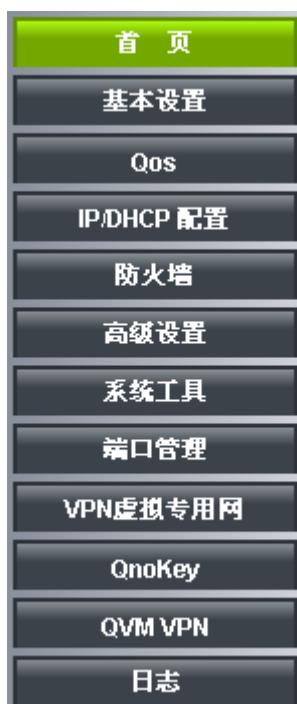 首 页
基本设置
Qos
IP/DHCP 配置
防火墙
高级设置
系统工具
端口管理
VPN虚拟专用网
QnoKey
QVM VPN
日志